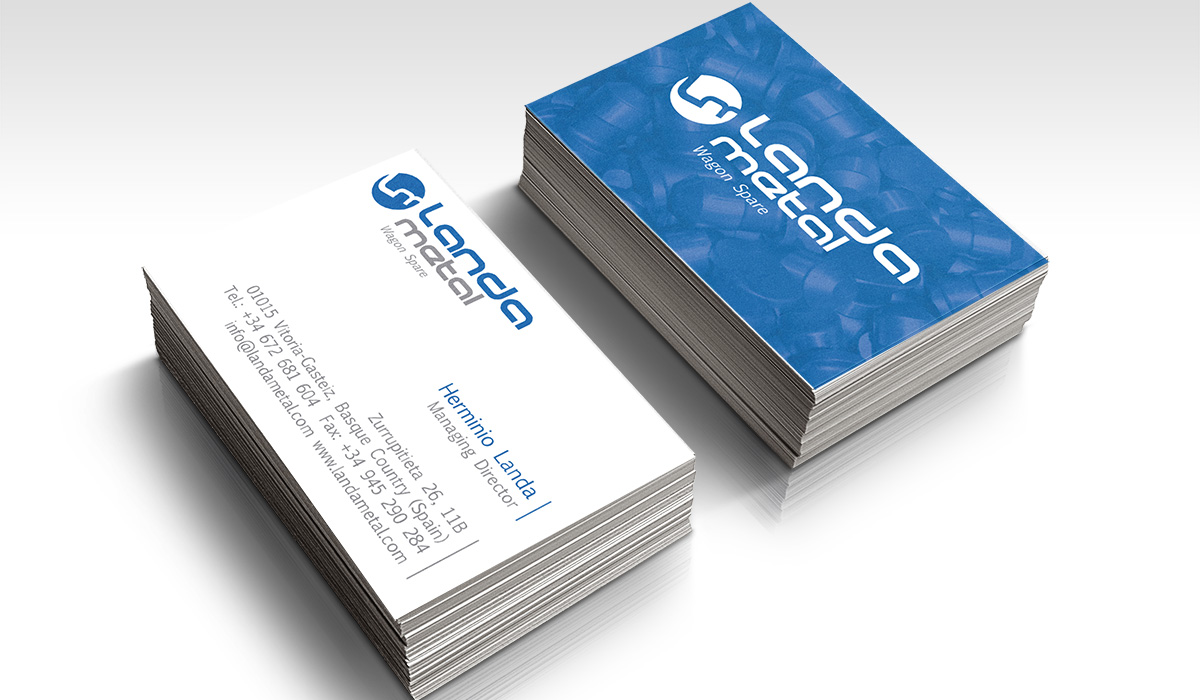 Landa
metal
Wagon Spare
Herminio Landa
Managing Director
Zurrupitieta 26, 11B
01015 Vitoria-Gasteiz, Basque Country (Spain)
Tel.: +34 672 681 604 Fax: +34 945 290 284
info@landametal.com www.landametal.com
Landa
metal
Wagon Spare